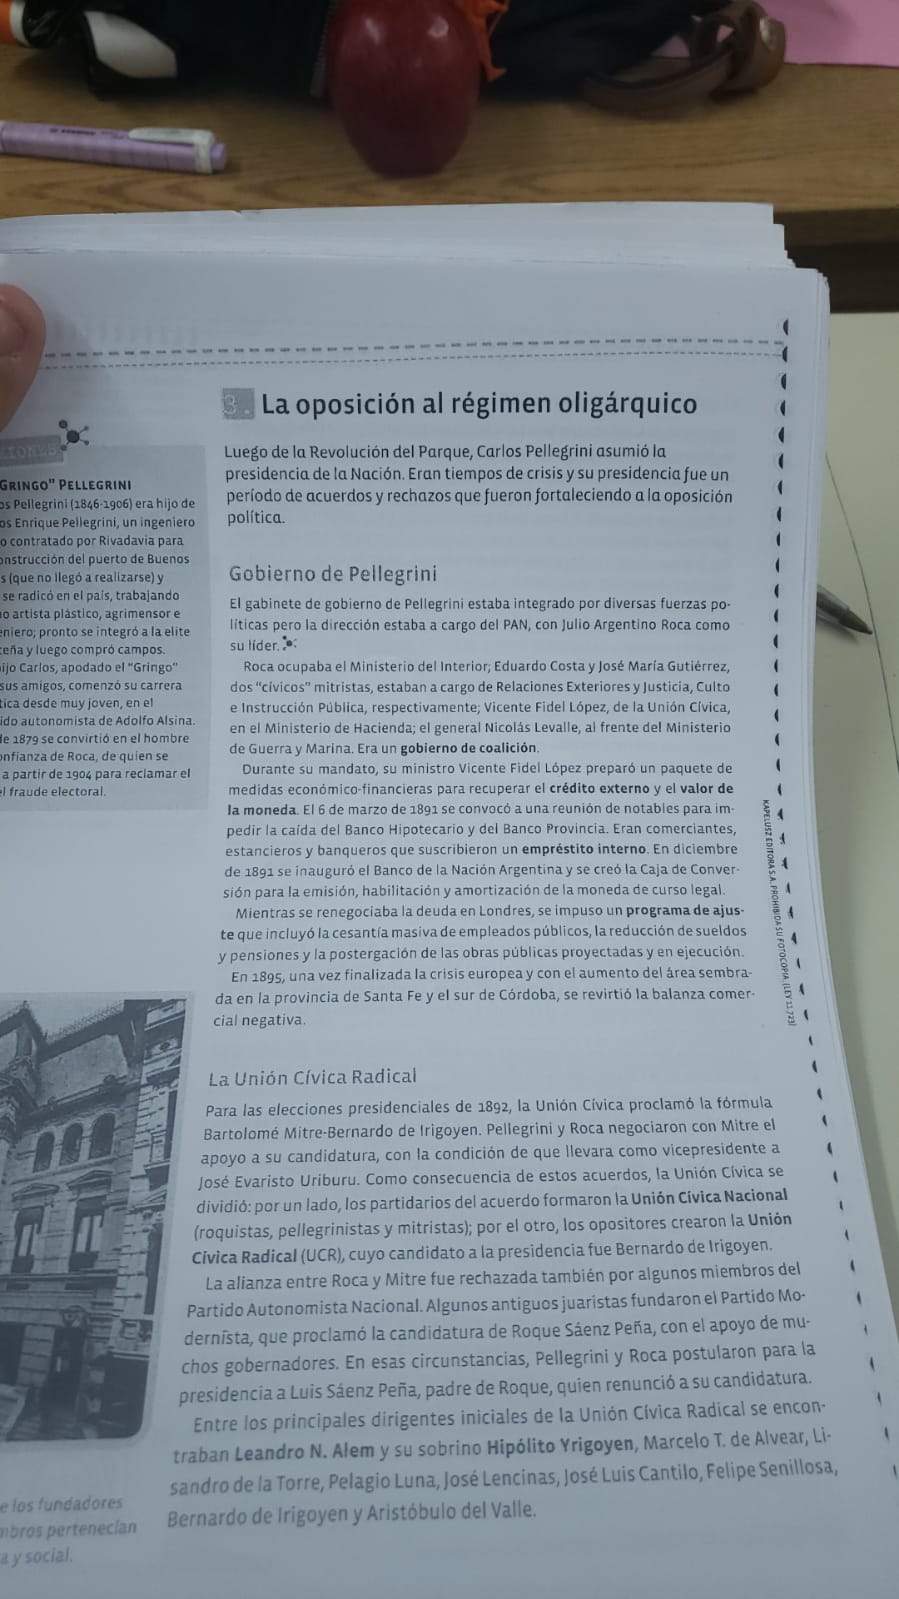 3. La oposición al régimen oligárquico
Luego de la Revolución del Parque, Carlos Pellegrini asumió la
presidencia de la Nación. Eran tiempos de crisis y su presidencia fue un
período de acuerdos y rechazos que fueron fortaleciendo a la oposición
política.
Gobierno de Pellegrini
El gabinete de gobierno de Pellegrini estaba integrado por diversas fuerzas po-
líticas pero la dirección estaba a cargo del PAN, con Julio Argentino Roca como
su líder.
Roca ocupaba el Ministerio del Interior; Eduardo Costa y José María Gutiérrez,
dos "cívicos" mitristas, estaban a cargo de Relaciones Exteriores y Justicia, Culto
e Instrucción Pública, respectivamente; Vicente Fidel López, de la Unión Cívica,
en el Ministerio de Hacienda; el general Nicolás Levalle, al frente del Ministerio
de Guerra y Marina. Era un gobierno de coalición.
Durante su mandato, su ministro Vicente Fidel López preparó un paquete de
medidas económico-financieras para recuperar el crédito externo y el valor de
la moneda. El 6 de marzo de 1891 se convocó a una reunión de notables para im-
pedir la caída del Banco Hipotecario y del Banco Provincia. Eran comerciantes,
estancieros y banqueros que suscribieron un empréstito interno. En diciembre
de 1891 se inauguró el Banco de la Nación Argentina y se creó la Caja de Conver-
sión para la emisión, habilitación y amortización de la moneda de curso legal.
Mientras se renegociaba la deuda en Londres, se impuso un programa de ajus-
te que incluyó la cesantía masiva de empleados públicos, la reducción de sueldos
y pensiones y la postergación de las obras públicas proyectadas y en ejecución.
En 1895, una vez finalizada la crisis europea y con el aumento del área sembra-
da en la provincia de Santa Fe y el sur de Córdoba, se revirtió la balanza comer-
cial negativa.
La Unión Cívica Radical
Para las elecciones presidenciales de 1892, la Unión Cívica proclamó la fórmula
Bartolomé Mitre-Bernardo de Irigoyen. Pellegrini y Roca negociaron con Mitre el
apoyo a su candidatura, con la condición de que llevara como vicepresidente a
José Evaristo Uriburu. Como consecuencia de estos acuerdos, la Unión Cívica se
dividió: por un lado, los partidarios del acuerdo formaron la Unión Cívica Nacional
(roquistas, pellegrinistas y mitristas); por el otro, los opositores crearon la Unión
Cívica Radical (UCR), cuyo candidato a la presidencia fue Bernardo de Irigoyen.
La alianza entre Roca y Mitre fue rechazada también por algunos miembros del
Partido Autonomista Nacional. Algunos antiguos juaristas fundaron el Partido Mo-
dernista, que proclamó la candidatura de Roque Sáenz Peña, con el apoyo de mu-
chos gobernadores. En esas circunstancias, Pellegrini y Roca postularon para la
presidencia a Luis Sáenz Peña, padre de Roque, quien renunció a su candidatura.
Entre los principales dirigentes iniciales de la Unión Cívica Radical se encon-
traban Leandro N. Alem y su sobrino Hipólito Yrigoyen, Marcelo T. de Alvear, Li-
sandro de la Torre, Pelagio Luna, José Lencinas, José Luis Cantilo, Felipe Senillosa,
Bernardo de Irigoyen y Aristóbulo del Valle.
GRINGO" PELLEGRINI
os Pellegrini (1846-1906) era hijo de
os Enrique Pellegrini, un ingeniero
o contratado por Rivadavia para
onstrucción del puerto de Buenos
s (que no llegó a realizarse) y
se radicó en el país, trabajando
no artista plástico, agrimensor e
eniero; pronto se integró a la elite
teña y luego compró campos.
ijo Carlos, apodado el "Gringo"
sus amigos, comenzó su carrera
tica desde muy joven, en el
ido autonomista de Adolfo Alsina.
de 1879 se convirtió en el hombre
onfianza de Roca, de quien se
a partir de 1904 para reclamar el
el fraude electoral.
e los fundadores
mbros pertenecían
a y social.
KAPELUSZ EDITORA S.A. PROHIBIDA SU FOTOCOPIA. (LEY 11.723)